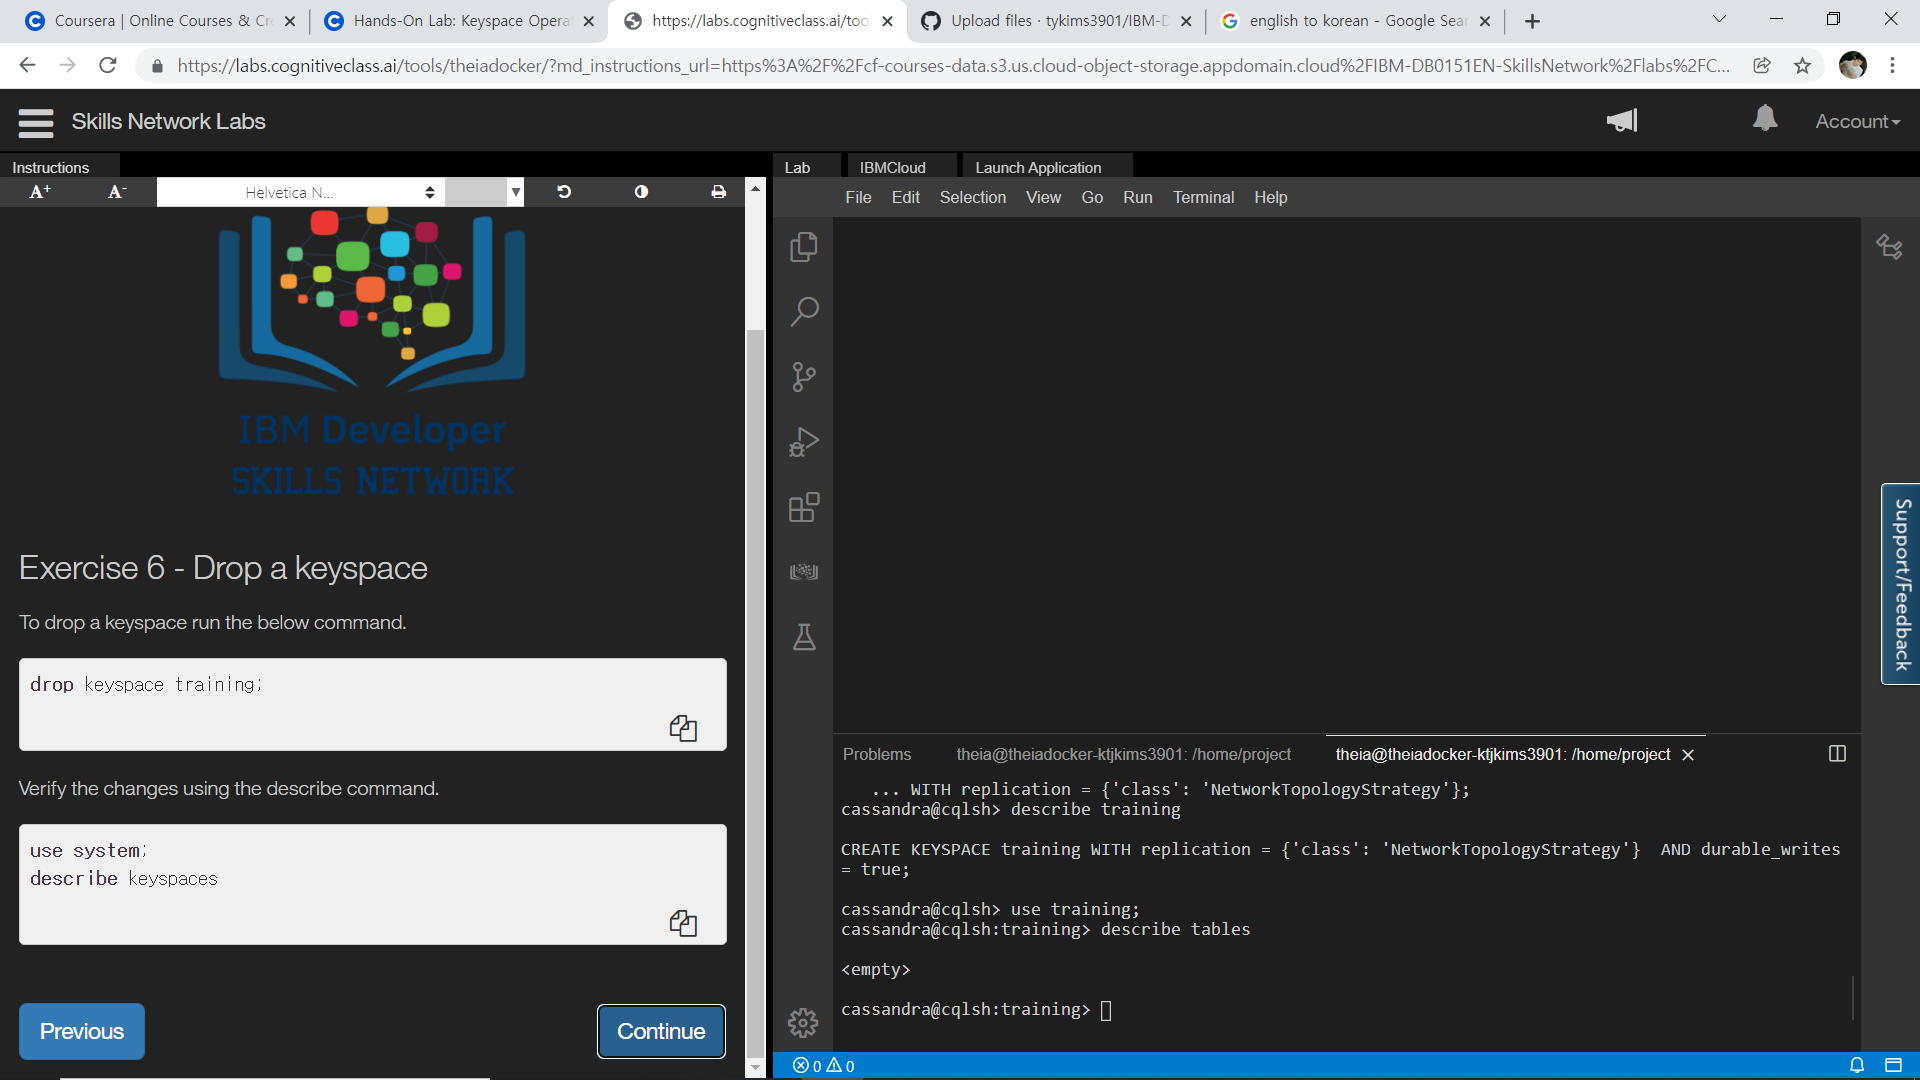 Coursera | Online Courses & Cr
Hands-On Lab: Keyspace Opera
https://labs.cognitiveclass.ai/tool
Upload files · tykims3901/IBM-D
english to korean - Google Sear
https://labs.cognitiveclass.ai/tools/theiadocker/?md_instructions_url=https%3A%2F%2Fcf-courses-data.s3.us.cloud-object-storage.appdomain.cloud%2FIBM-DB0151EN-SkillsNetwork%2Flabs%2FC...
Skills Network Labs
Account
Instructions
A+ A-
Helvetica N...
IBM Developer
SKILLS NETWORK
Exercise 6 - Drop a keyspace
To drop a keyspace run the below command.
drop keyspace training;
Verify the changes using the describe command.
use system;
describe keyspaces
Previous
Continue
Lab IBMCloud Launch Application
File Edit Selection View Go Run Terminal Help
Support/Feedback
Problems theia@theiadocker-ktjkims3901: /home/project theia@theiadocker-ktjkims3901: /home/project
... WITH replication = {'class': 'NetworkTopologyStrategy'};
cassandra@cqlsh> describe training
CREATE KEYSPACE training WITH replication = {'class': 'NetworkTopologyStrategy'}  AND durable_writes
= true;
cassandra@cqlsh> use training;
cassandra@cqlsh:training> describe tables
<empty>
cassandra@cqlsh:training>
0 0